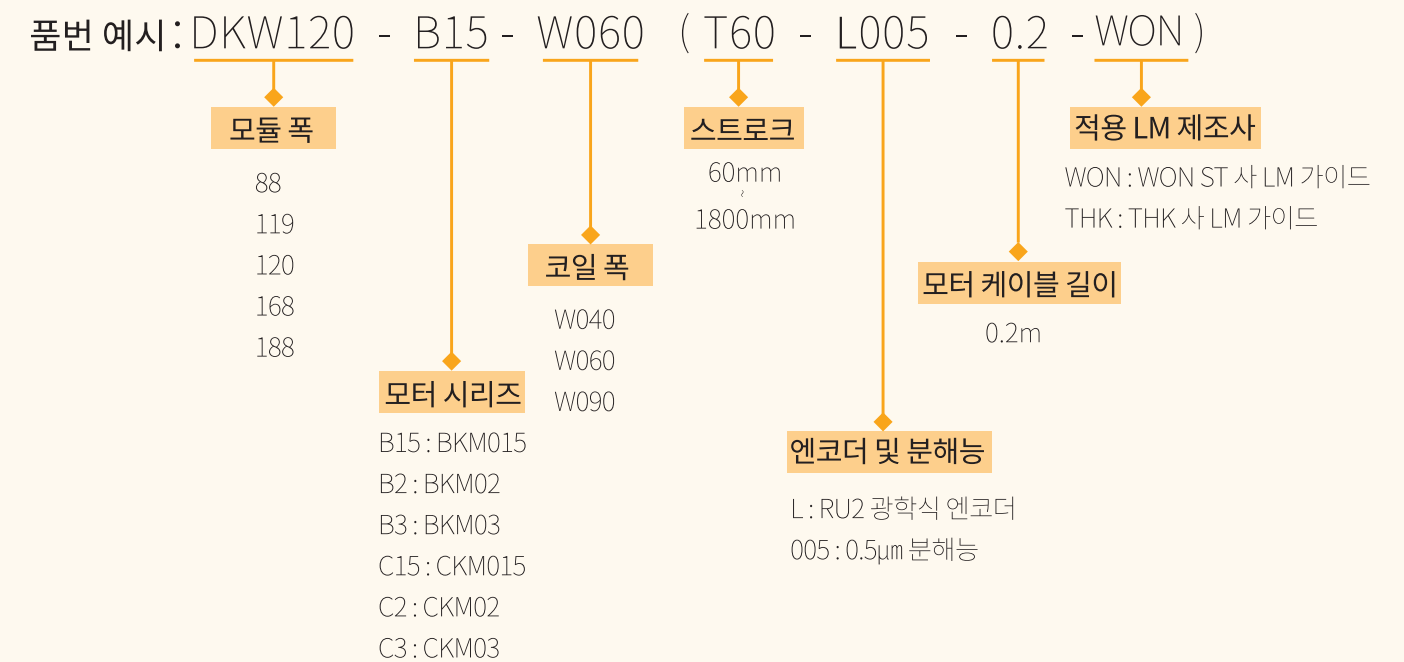 품번 예시 : DKW120 - B15 - W060 ( T60 - L005 - 0.2 - WON )
모듈 폭
88
119
120
168
188
모터 시리즈
B15 : BKM015
B2 : BKM02
B3 : BKM03
C15 : CKM015
C2 : CKM02
C3 : CKM03
코일 폭
W040
W060
W090
스트로크
60mm
~
1800mm
엔코더 및 분해능
L : RU2 광학식 엔코더
005 : 0.5μm 분해능
모터 케이블 길이
0.2m
적용 LM 제조사
WON : WON ST 사 LM 가이드
THK : THK 사 LM 가이드